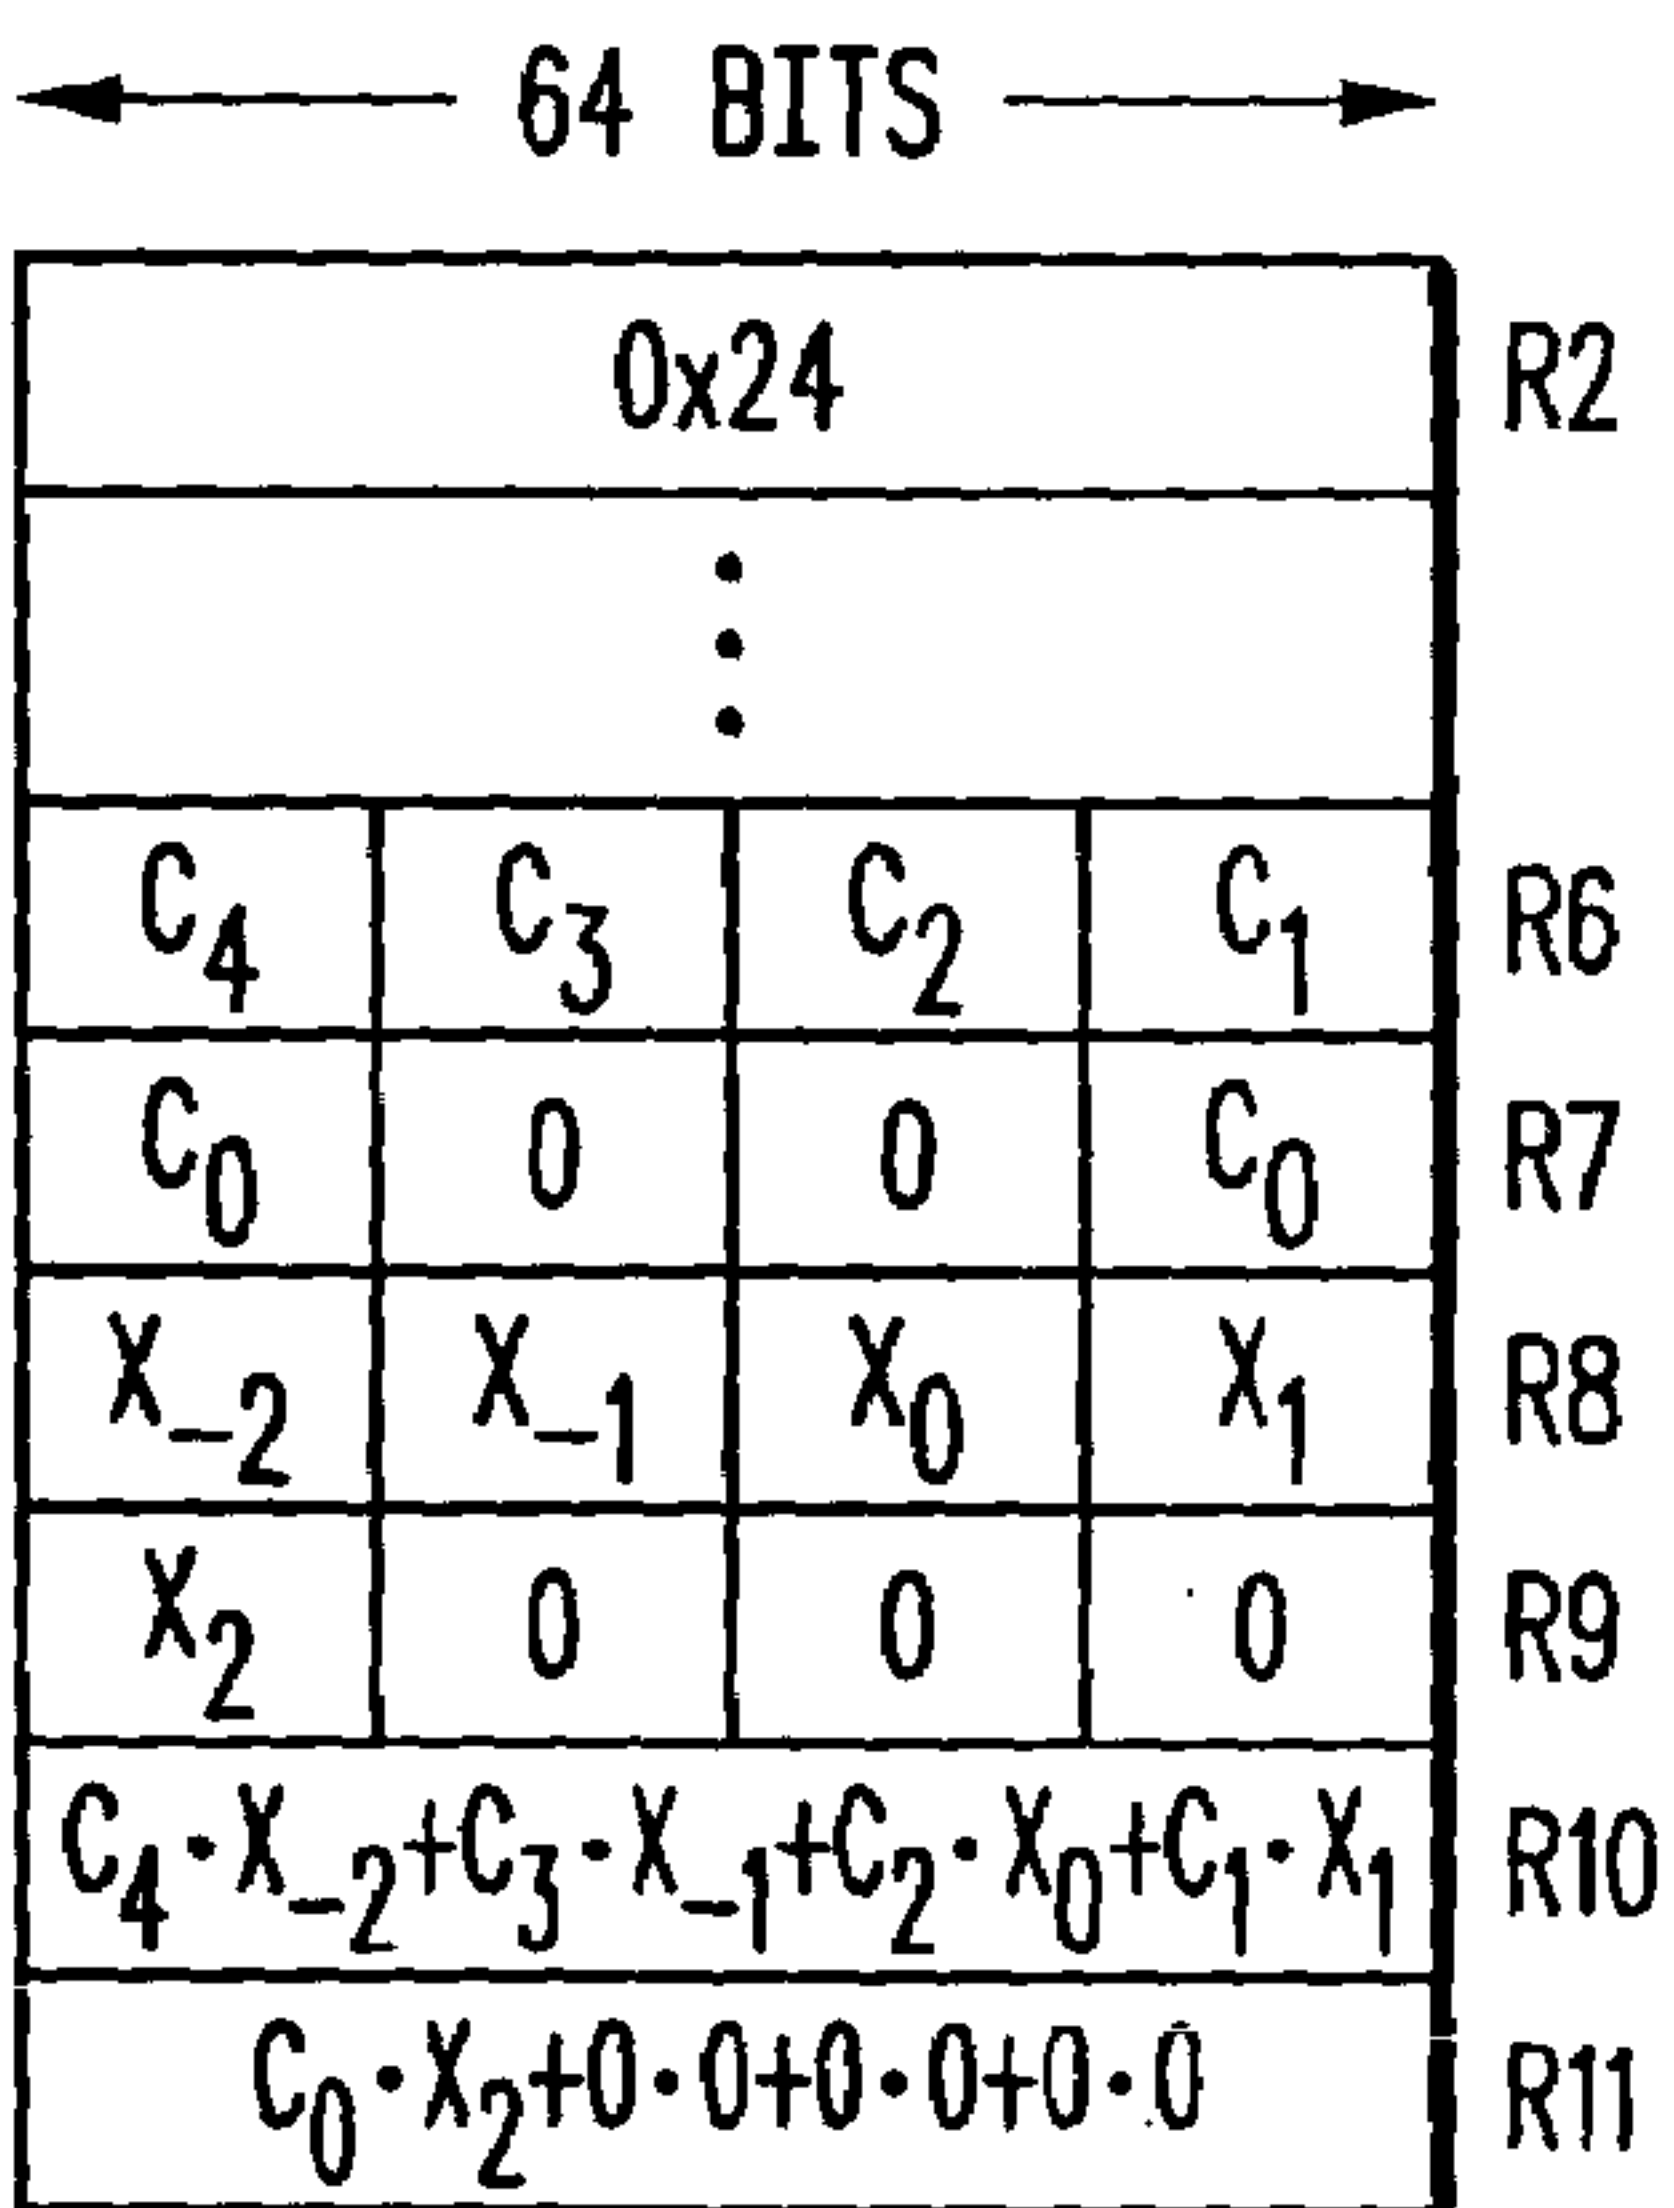 64 BITS
0x24 R2
C₄ C₃ C₂ C₁ R6
C₀ 0 0 C₀ R7
X₋₂ X₋₁ X₀ X₁ R8
X₂ 0 0 0 R9
C₄·X₋₂+C₃·X₋₁+C₂·X₀+C₁·X₁ R10
C₀·X₂+0·0+0·0+0·0 R11